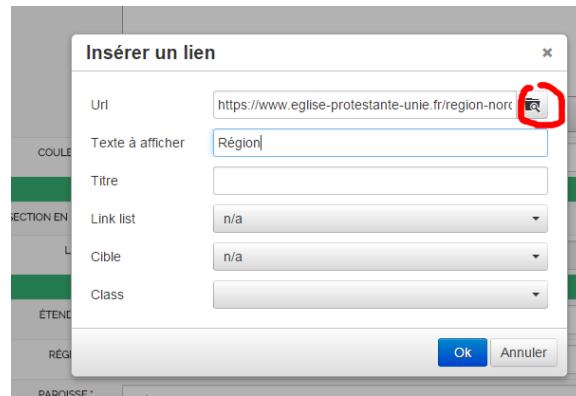 Insérer un lien ×
Url https://www.eglise-protestante-unie.fr/region-nord
Texte à afficher Région
Titre
Link list n/a
Cible n/a
Class
Ok Annuler
COULE
SECTION EN
L
ÉTEND
RÉGI
PAROISSE *